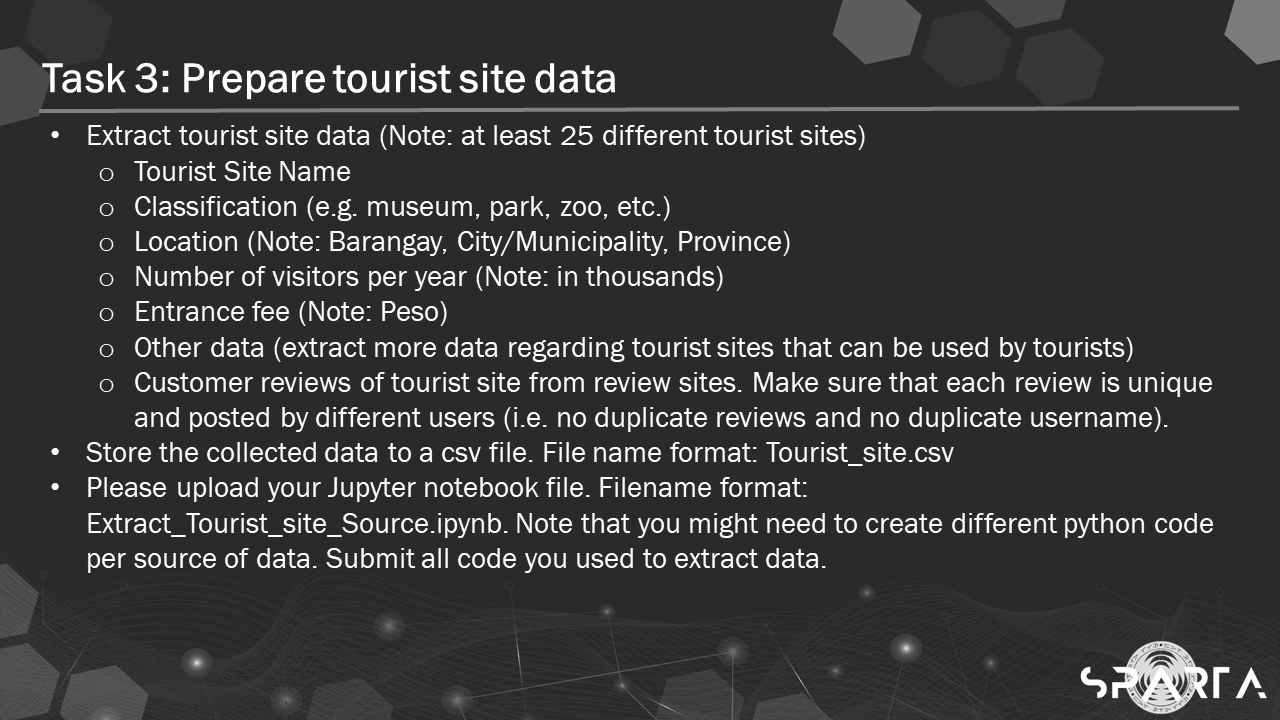 Task 3: Prepare tourist site data
• Extract tourist site data (Note: at least 25 different tourist sites)
o Tourist Site Name
o Classification (e.g. museum, park, zoo, etc.)
o Location (Note: Barangay, City/Municipality, Province)
o Number of visitors per year (Note: in thousands)
o Entrance fee (Note: Peso)
o Other data (extract more data regarding tourist sites that can be used by tourists)
o Customer reviews of tourist site from review sites. Make sure that each review is unique
and posted by different users (i.e. no duplicate reviews and no duplicate username).
• Store the collected data to a csv file. File name format: Tourist_site.csv
• Please upload your Jupyter notebook file. Filename format:
Extract_Tourist_site_Source.ipynb. Note that you might need to create different python code
per source of data. Submit all code you used to extract data.
SPARTA